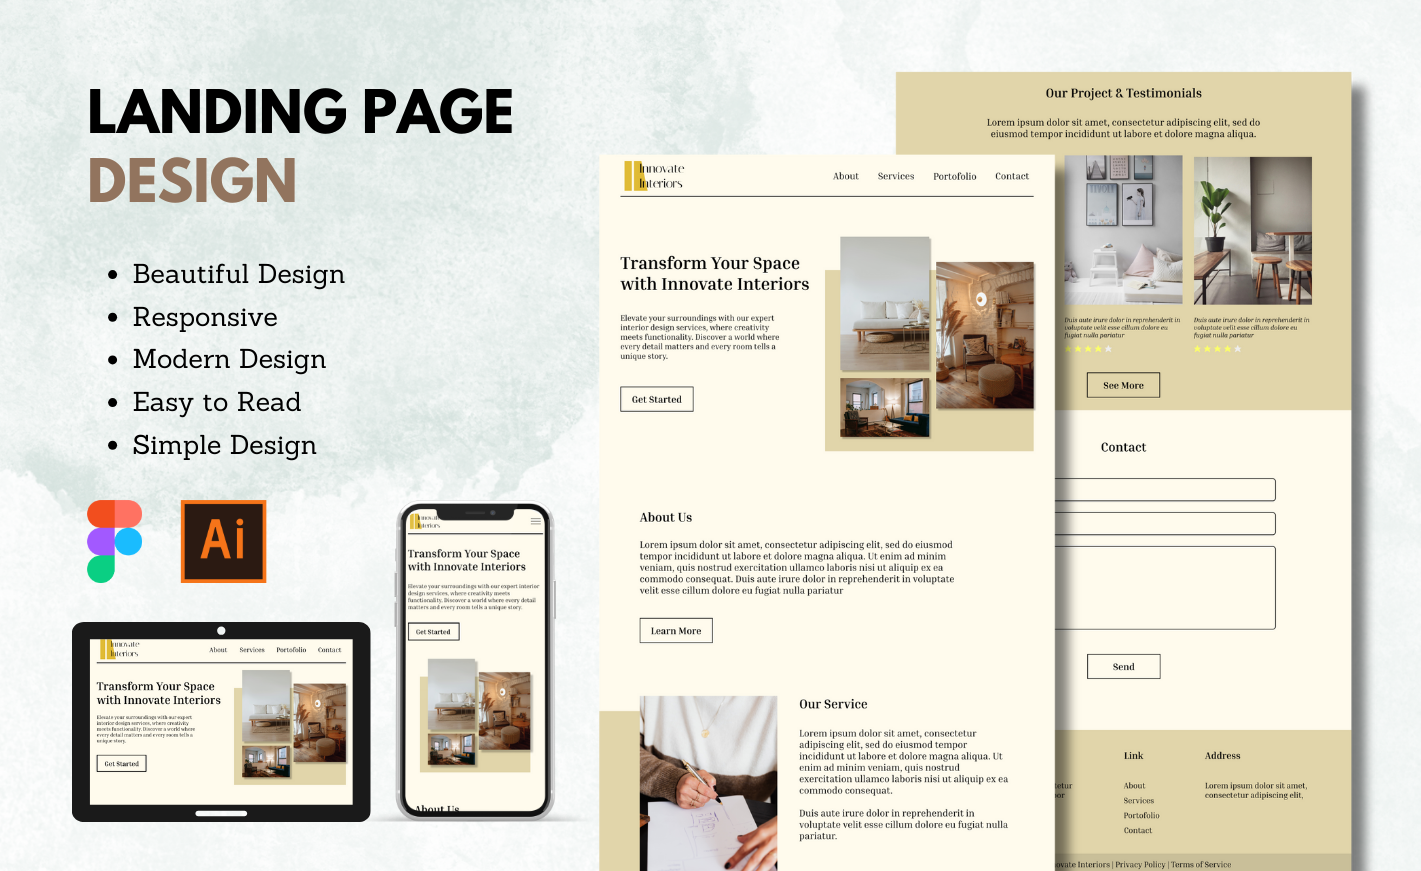 LANDING PAGE
DESIGN
Beautiful Design
Responsive
Modern Design
Easy to Read
Simple Design
Ai
Innovate
Interiors
About Services Portofolio Contact
Transform Your Space
with Innovate Interiors
Elevate your surroundings with our expert
interior design services, where creativity
meets functionality. Discover a world where
every detail matters and every room tells a
unique story.
Get Started
Innovate
Interiors
Transform Your Space
with Innovate Interiors
Elevate your surroundings with our expert interior
design services, where creativity meets
functionality. Discover a world where every detail
matters and every room tells a unique story.
Get Started
About Us
Innovate
Interiors
About Services Portofolio Contact
Transform Your Space
with Innovate Interiors
Elevate your surroundings with our expert
interior design services, where creativity
meets functionality. Discover a world where
every detail matters and every room tells a
unique story.
Get Started
About Us
Lorem ipsum dolor sit amet, consectetur adipiscing elit, sed do eiusmod
tempor incididunt ut labore et dolore magna aliqua. Ut enim ad minim
veniam, quis nostrud exercitation ullamco laboris nisi ut aliquip ex ea
commodo consequat. Duis aute irure dolor in reprehenderit in voluptate
velit esse cillum dolore eu fugiat nulla pariatur
Learn More
Our Service
Lorem ipsum dolor sit amet, consectetur
adipiscing elit, sed do eiusmod tempor
incididunt ut labore et dolore magna aliqua. Ut
enim ad minim veniam, quis nostrud
exercitation ullamco laboris nisi ut aliquip ex ea
commodo consequat.
Duis aute irure dolor in reprehenderit in
voluptate velit esse cillum dolore eu fugiat nulla
pariatur.
Our Project & Testimonials
Lorem ipsum dolor sit amet, consectetur adipiscing elit, sed do
eiusmod tempor incididunt ut labore et dolore magna aliqua.
Duis aute irure dolor in reprehenderit in
voluptate velit esse cillum dolore eu
fugiat nulla pariatur
Duis aute irure dolor in reprehenderit in
voluptate velit esse cillum dolore eu
fugiat nulla pariatur
See More
Contact
Send
Link
About
Services
Portofolio
Contact
Address
Lorem ipsum dolor sit amet,
consectetur adipiscing elit,
Interiors | Privacy Policy | Terms of Service